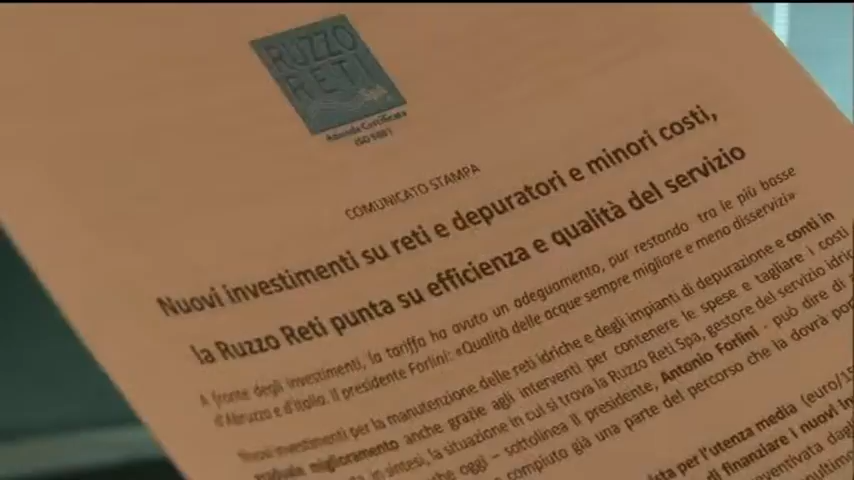 RUZZO
RETI
Azienda Certificata
ISO 9001
COMUNICATO STAMPA
Nuovi investimenti su reti e depuratori e minori costi,
la Ruzzo Reti punta su efficienza e qualità del servizio
A fronte degli investimenti, la tariffa ha avuto un adeguamento, pur restando tra le più basse
d'Abruzzo e d'Italia. Il presidente Forlini: «Qualità delle acque sempre migliore e meno disservizi»
Nuovi investimenti per la manutenzione delle reti idriche e degli impianti di depurazione e conti in
graduale miglioramento anche grazie agli interventi per contenere le spese e tagliare i costi
in sintesi, la situazione in cui si trova la Ruzzo Reti Spa, gestore del servizio
che oggi – sottolinea il presidente, Antonio Forlini - può dire di
compiuto già una parte del percorso che la dovrà
per l'utenza media (euro/
di finanziare i nuovi